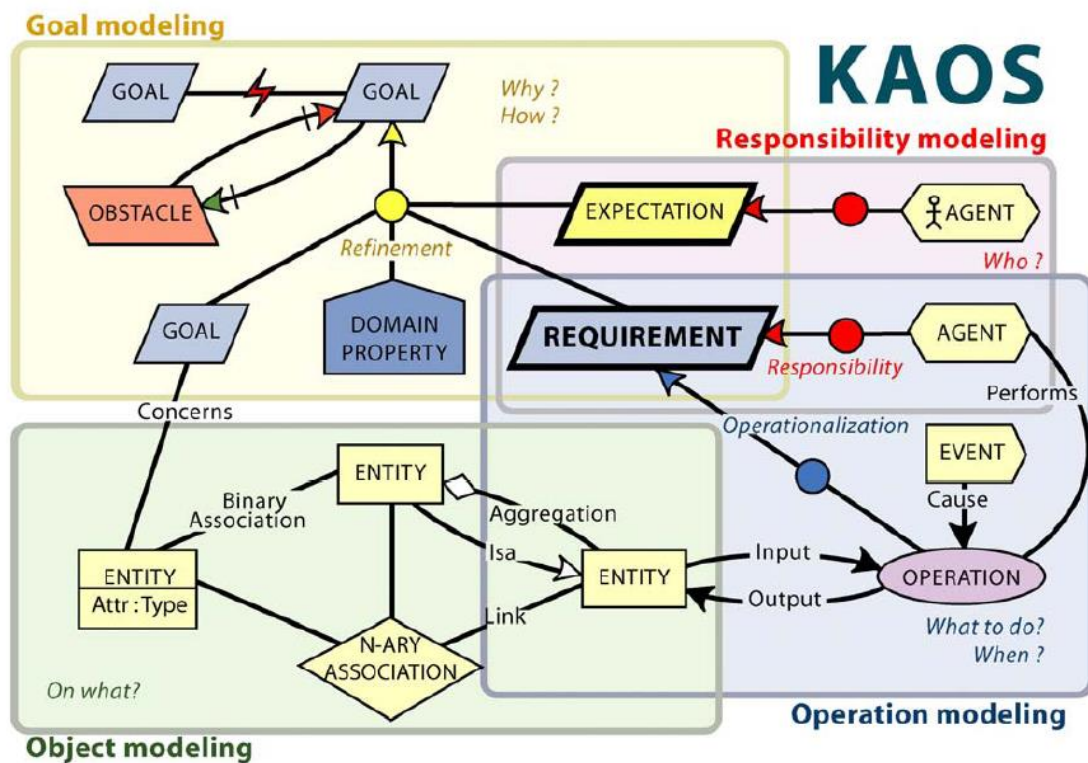 Goal modeling
KAOS
GOAL
GOAL
Why ?
How ?
Responsibility modeling
OBSTACLE
EXPECTATION
AGENT
Refinement
Who ?
GOAL
DOMAIN
PROPERTY
REQUIREMENT
AGENT
Responsibility
Concerns
Performs
Operationalization
EVENT
ENTITY
Binary
Association
Aggregation
Cause
Isa
Input
ENTITY
Attr : Type
ENTITY
OPERATION
Output
Link
N-ARY
ASSOCIATION
What to do?
When ?
On what?
Operation modeling
Object modeling